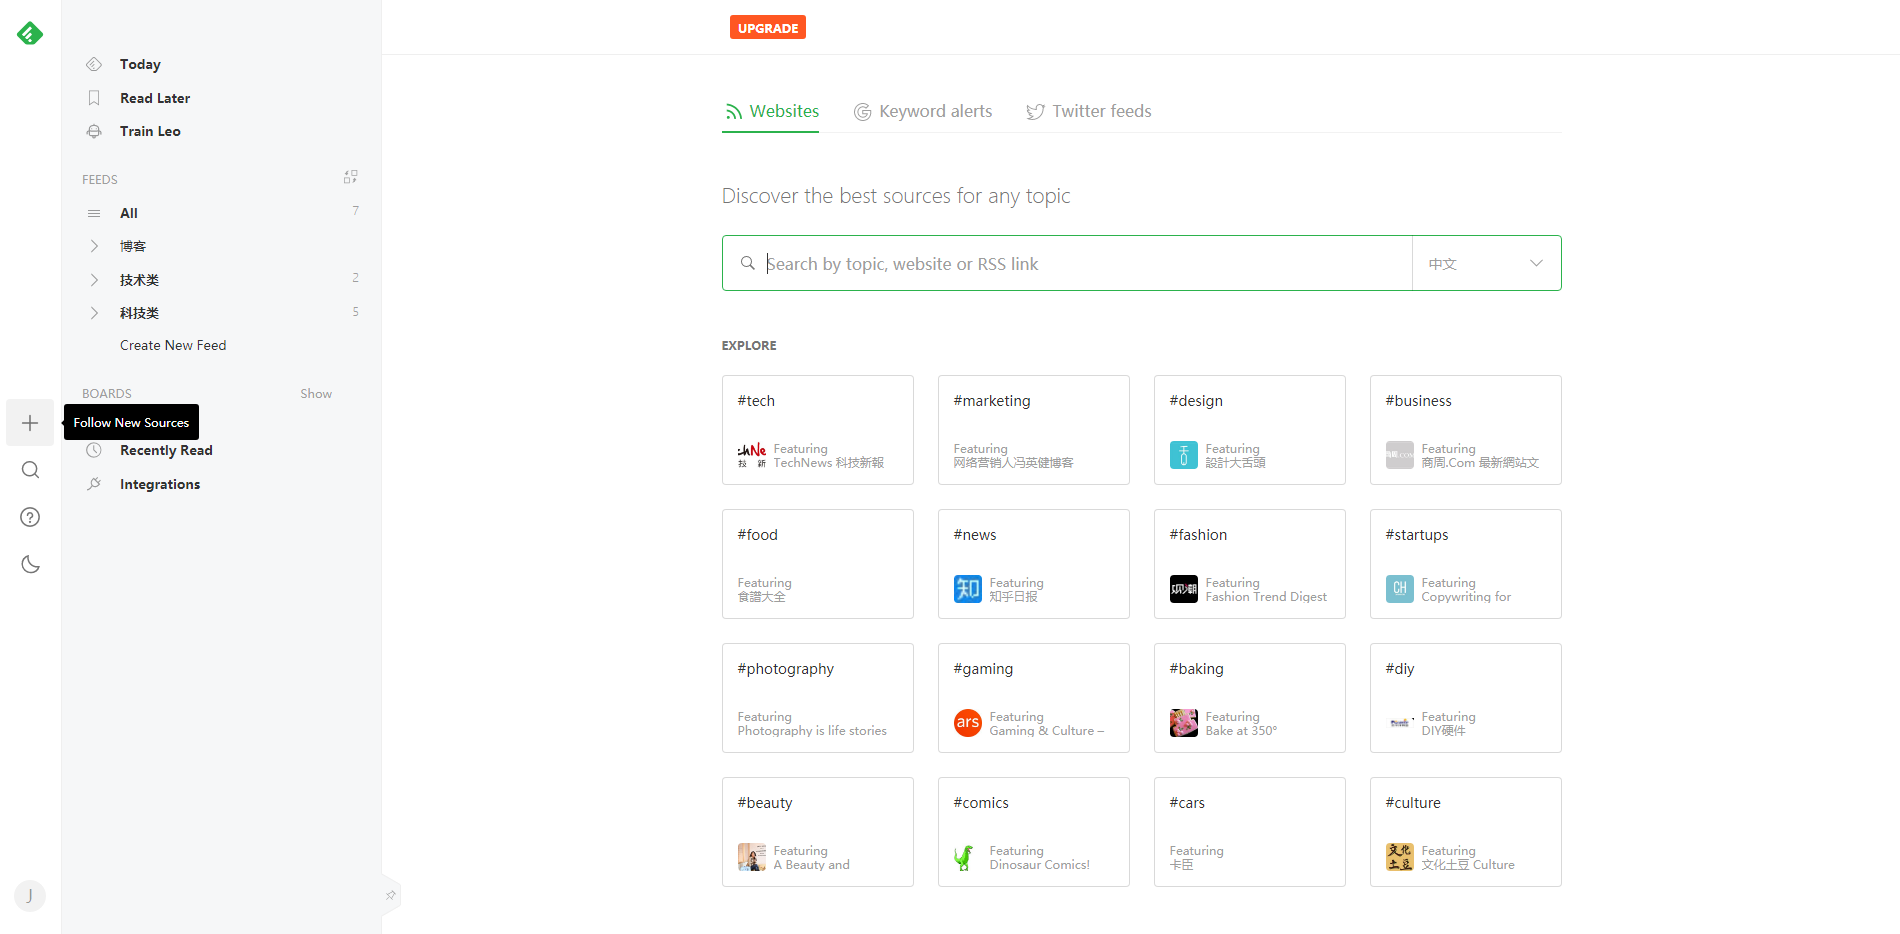 UPGRADE
Today
Read Later
Train Leo
FEEDS
All 7
博客
技术类 2
科技类 5
Create New Feed
BOARDS Show
Follow New Sources
Recently Read
Integrations
J
Websites Keyword alerts Twitter feeds
Discover the best sources for any topic
Search by topic, website or RSS link 中文
EXPLORE
#tech
Featuring
TechNews 科技新報
#marketing
Featuring
网络营销人冯英健博客
#design
Featuring
設計大舌頭
#business
Featuring
商周.Com 最新網站文
#food
Featuring
食譜大全
#news
知
Featuring
知乎日报
#fashion
Featuring
Fashion Trend Digest
#startups
CH
Featuring
Copywriting for
#photography
Featuring
Photography is life stories
#gaming
ars
Featuring
Gaming & Culture –
#baking
Featuring
Bake at 350°
#diy
Featuring
DIY硬件
#beauty
Featuring
A Beauty and
#comics
Featuring
Dinosaur Comics!
#cars
Featuring
卡臣
#culture
文化
土豆
Featuring
文化土豆 Culture